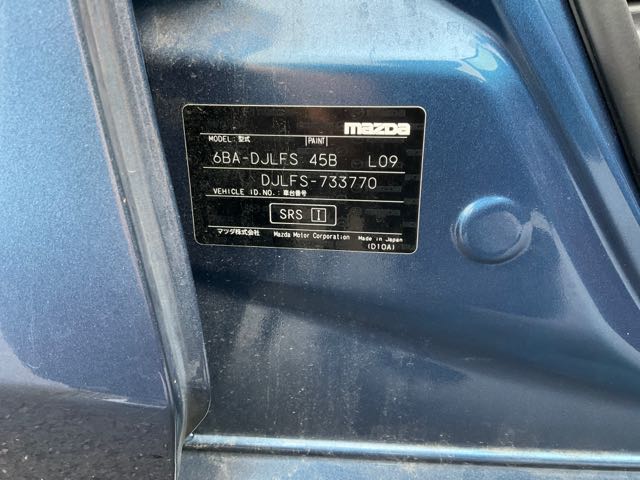 mazda
MODEL:型式 |PAINT|
6BA-DJLFS 45B L09
DJLFS-733770
VEHICLE ID.NO.:車台番号
SRS I
マツダ株式会社 Mazda Motor Corporation Made in Japan
(D10A)